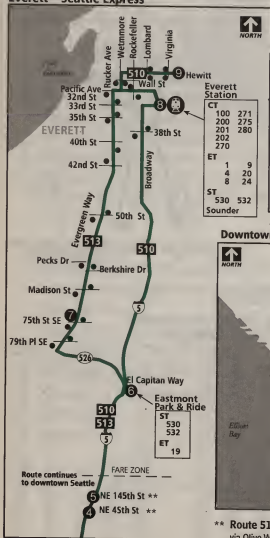 Everett – Seattle Express
NORTH
Rucker Ave
Wetmmore
Rockefeller
Lombard
Virginia
510
9 Hewitt
Pacific Ave
Wall St
32nd St
33rd St
35th St
EVERETT
40th St
42nd St
8
38th St
Broadway
Everett
Station
CT
100 271
200 275
201 280
202
270
ET
1 9
4 20
8 24
ST
530 532
Sounder
Evergreen Way
50th St
513
510
Pecks Dr
Berkshire Dr
5
Madison St
7
75th St SE
79th Pl SE
526
El Capitan Way
6
Eastmont
Park & Ride
ST
530
532
ET
19
510
513
5
Route continues
to downtown Seattle
FARE ZONE
5 NE 145th St **
4 NE 45th St **
Downtow
NORTH
Elliott
Bay
** Route 51
via Olive W